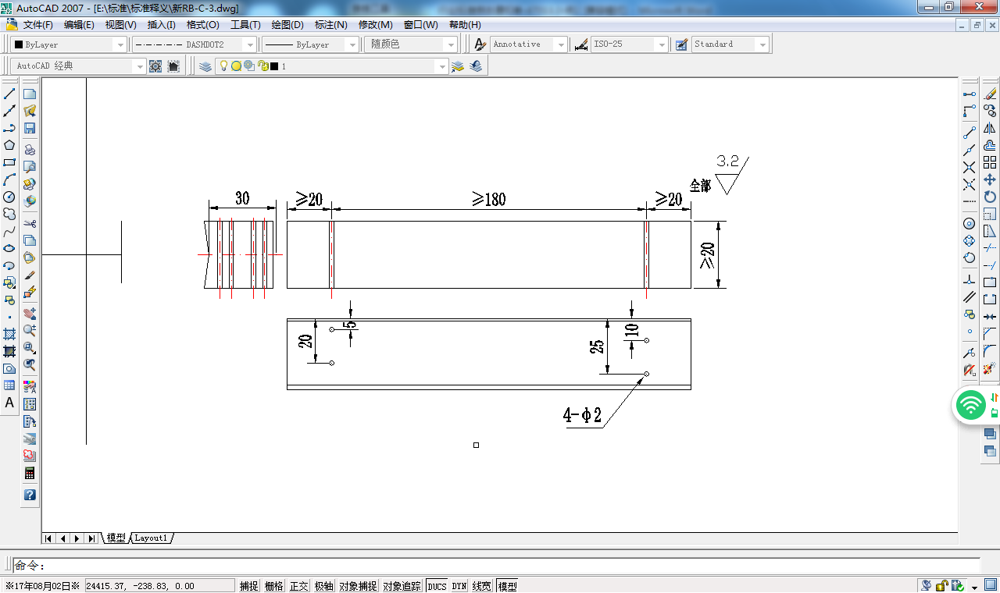 AutoCAD 2007 - [E:\标准\标准释义\新RB-C-3.dwg]
文件(F) 编辑(E) 视图(V) 插入(I) 格式(O) 工具(T) 绘图(D) 标注(N) 修改(M) 窗口(W) 帮助(H)
ByLayer DASHDOT2 ByLayer 随颜色 Annotative ISO-25 Standard
AutoCAD 经典 1
3.2
全部
30 ≥20 ≥180 ≥20
≥20
5
20
25
10
4-ϕ2
A
模型 Layout1
命令:
※17年08月02日※ 24415.37, -238.83, 0.00 捕捉 栅格 正交 极轴 对象捕捉 对象追踪 DUCS DYN 线宽 模型